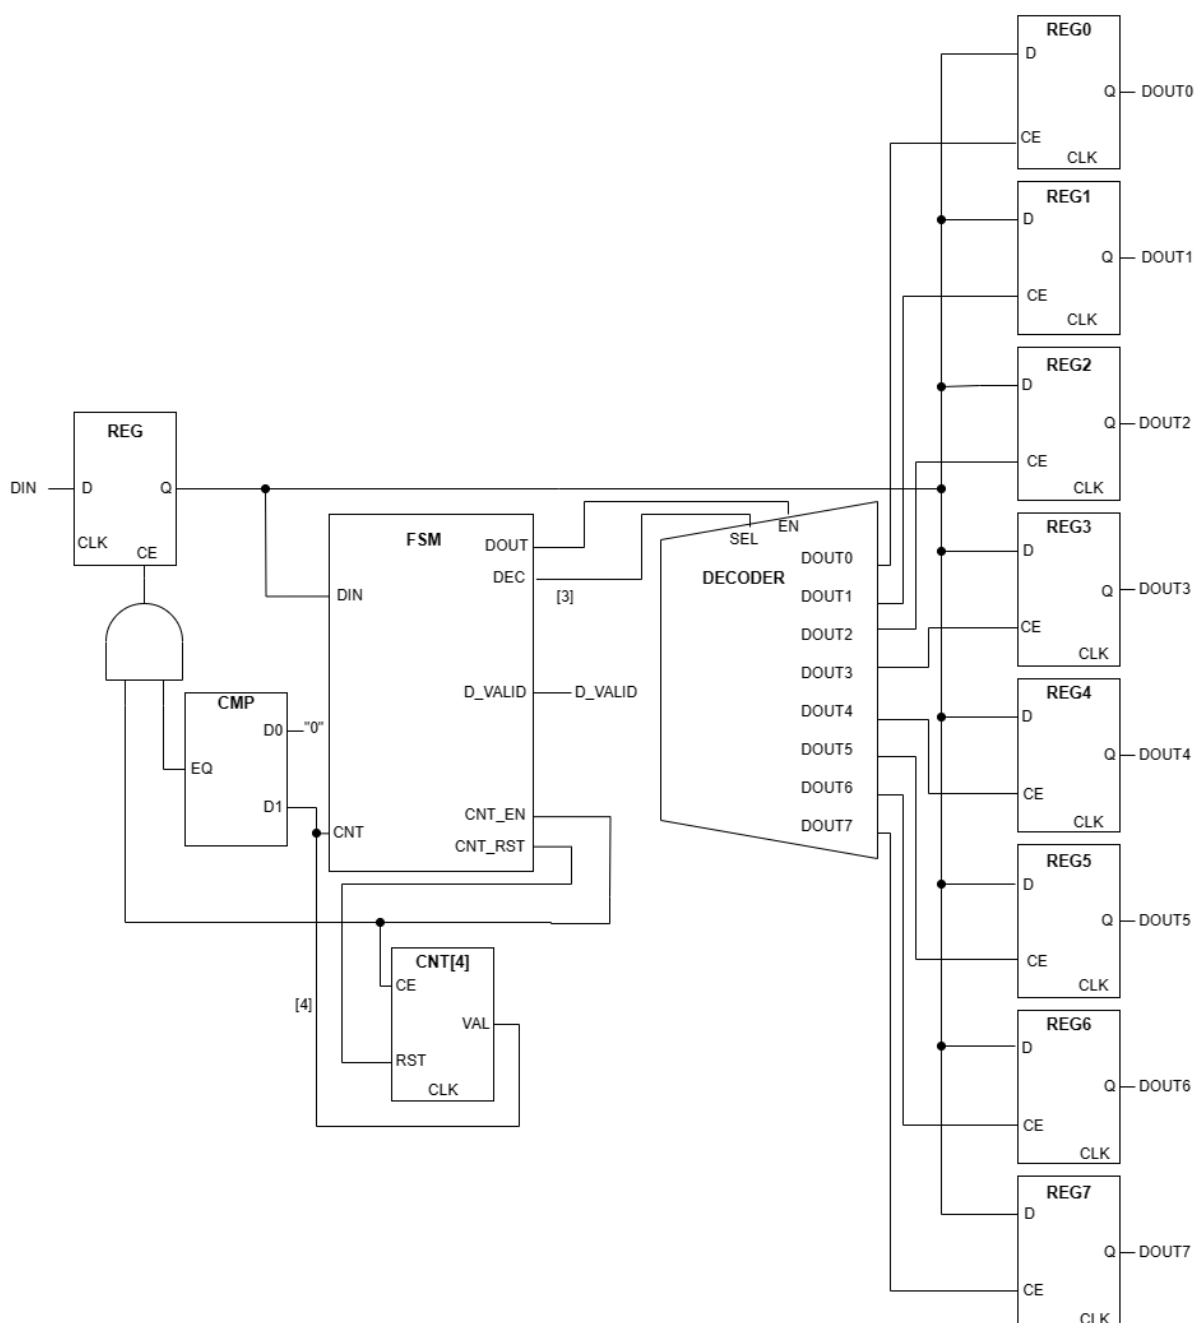 REG0
D
Q
DOUT0
CE
CLK
REG1
D
Q
DOUT1
CE
CLK
REG2
D
Q
DOUT2
CE
CLK
REG
DIN
D
Q
CLK
CE
FSM
DOUT
DEC
[3]
DIN
D_VALID
D_VALID
CNT_EN
CNT_RST
CNT
EN
SEL
DECODER
DOUT0
DOUT1
DOUT2
DOUT3
DOUT4
DOUT5
DOUT6
DOUT7
REG3
D
Q
DOUT3
CE
CLK
CMP
D0
"0"
EQ
D1
REG4
D
Q
DOUT4
CE
CLK
REG5
D
Q
DOUT5
CE
CLK
CNT[4]
CE
[4]
VAL
RST
CLK
REG6
D
Q
DOUT6
CE
CLK
REG7
D
Q
DOUT7
CE
CLK